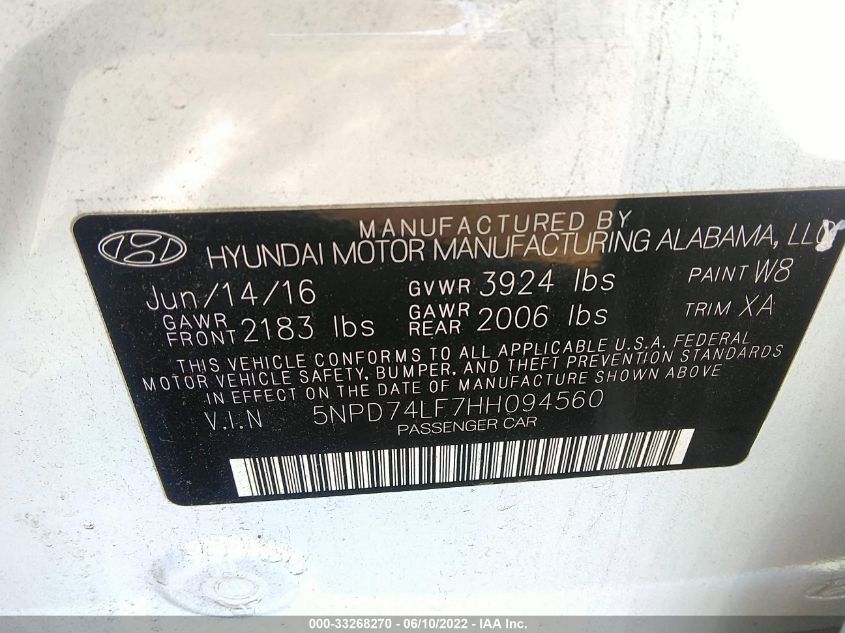 MANUFACTURED BY
HYUNDAI MOTOR MANUFACTURING ALABAMA, LLC
Jun/14/16 GVWR 3924 lbs PAINT W8
GAWR FRONT 2183 lbs GAWR REAR 2006 lbs TRIM XA
THIS VEHICLE CONFORMS TO ALL APPLICABLE U.S.A. FEDERAL
MOTOR VEHICLE SAFETY, BUMPER, AND THEFT PREVENTION STANDARDS
IN EFFECT ON THE DATE OF MANUFACTURE SHOWN ABOVE
V.I.N 5NPD74LF7HH094560
PASSENGER CAR
000-33268270 - 06/10/2022 - IAA Inc.